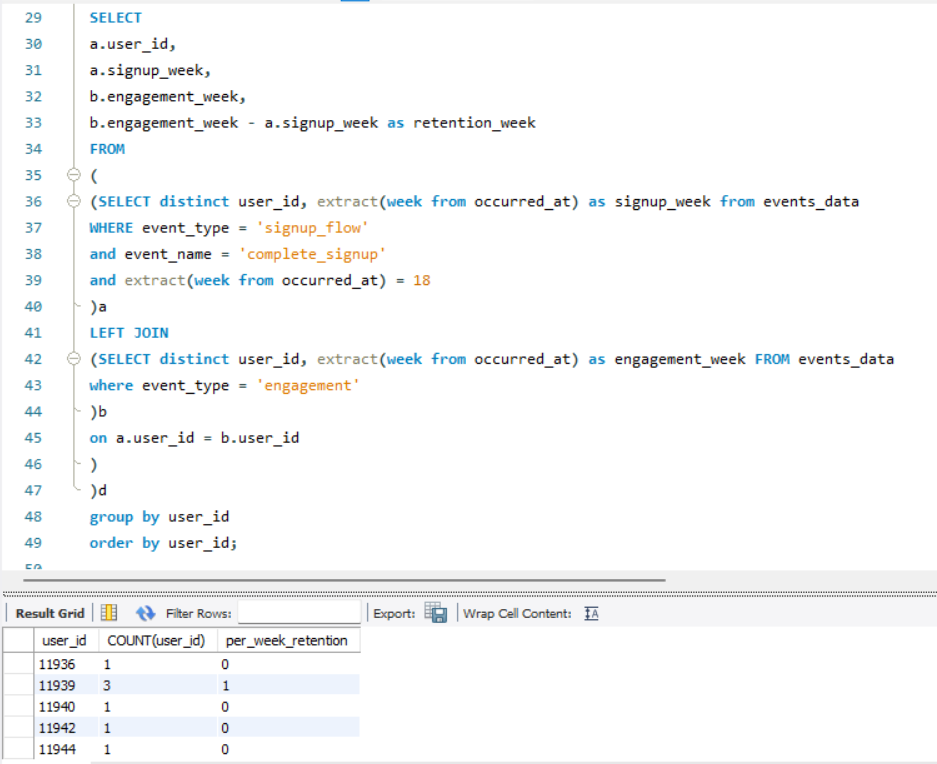 29 SELECT
30 a.user_id,
31 a.signup_week,
32 b.engagement_week,
33 b.engagement_week - a.signup_week as retention_week
34 FROM
35 (
36 (SELECT distinct user_id, extract(week from occurred_at) as signup_week from events_data
37 WHERE event_type = 'signup_flow'
38 and event_name = 'complete_signup'
39 and extract(week from occurred_at) = 18
40 )a
41 LEFT JOIN
42 (SELECT distinct user_id, extract(week from occurred_at) as engagement_week FROM events_data
43 where event_type = 'engagement'
44 )b
45 on a.user_id = b.user_id
46 )
47 )d
48 group by user_id
49 order by user_id;
50
Result Grid Filter Rows: Export: Wrap Cell Content: IA
user_id COUNT(user_id) per_week_retention
11936 1 0
11939 3 1
11940 1 0
11942 1 0
11944 1 0